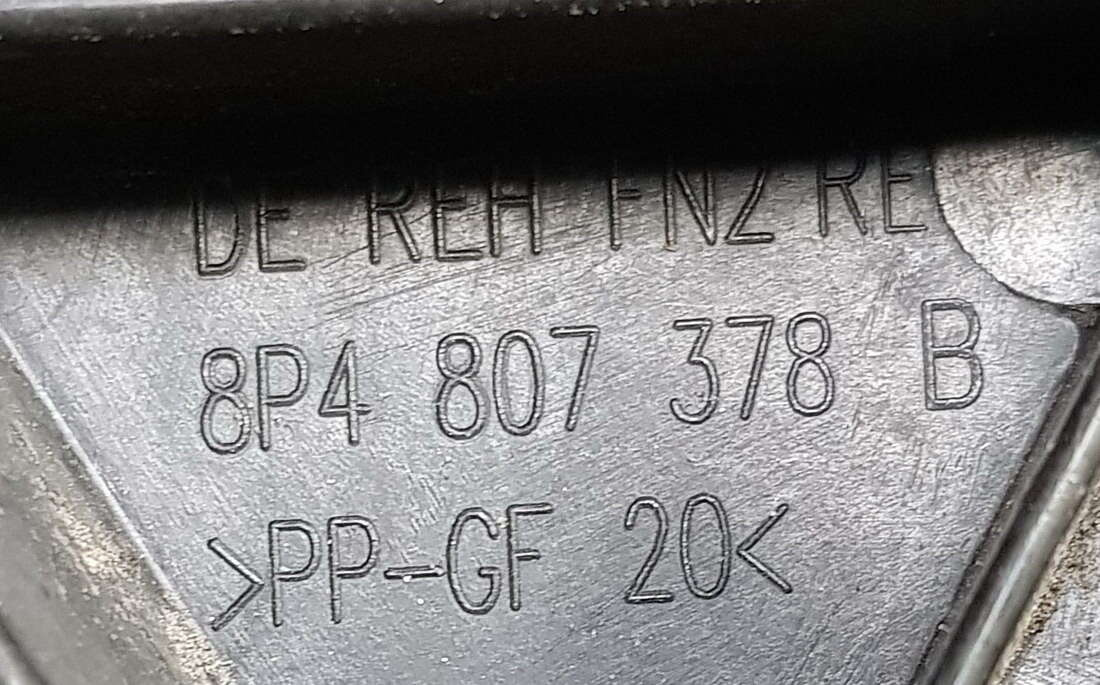 DE REH FN2 RE
8P4 807 378 B
>PP-GF 20<